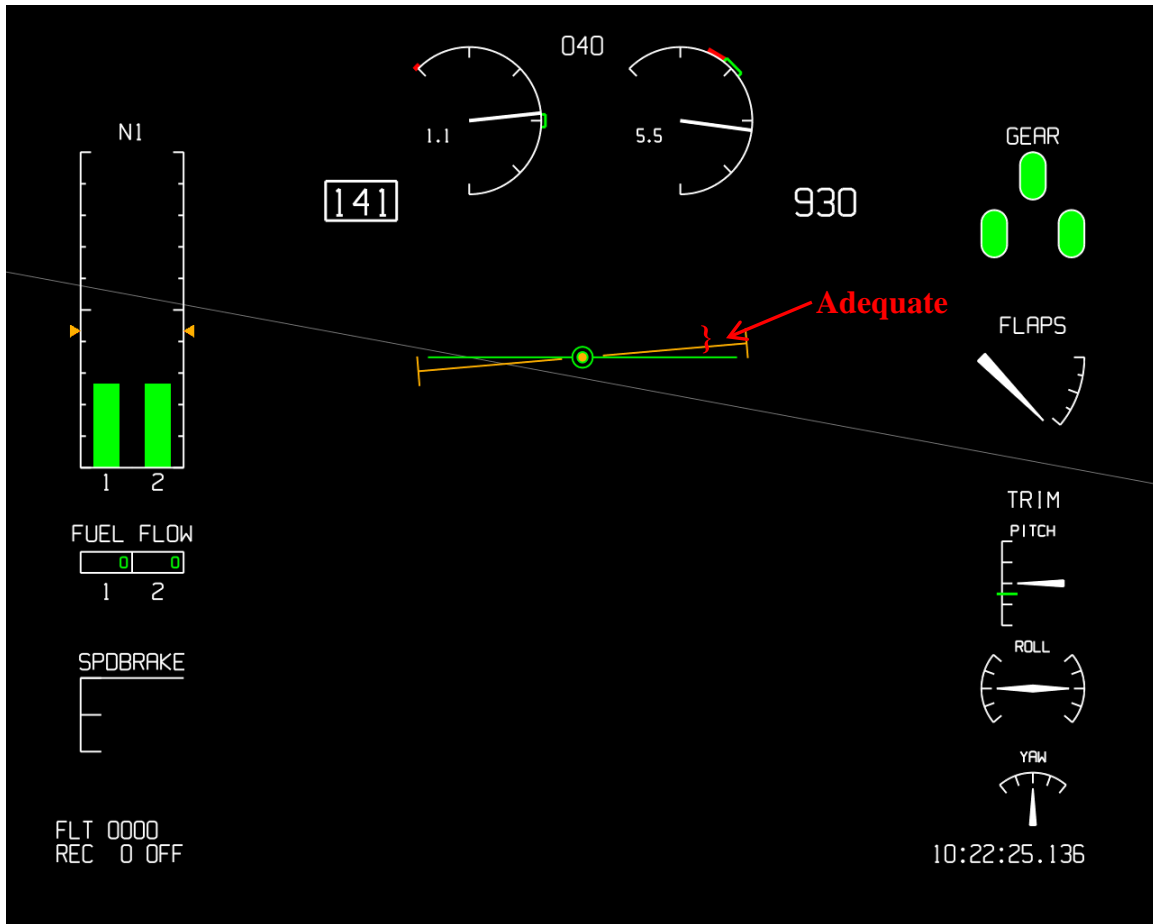 040
N1
1.1
5.5
GEAR
141
930
Adequate
FLAPS
1 2
TRIM
PITCH
FUEL FLOW
0 0
1 2
ROLL
SPDBRAKE
YAW
FLT 0000
REC 0 OFF
10:22:25.136